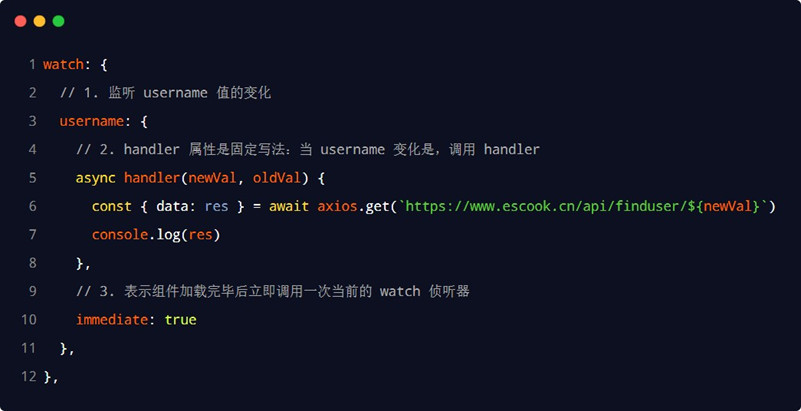 1 watch: {
2 // 1. 监听 username 值的变化
3 username: {
4 // 2. handler 属性是固定写法：当 username 变化是，调用 handler
5 async handler(newVal, oldVal) {
6 const { data: res } = await axios.get(`https://www.escook.cn/api/finduser/${newVal}`)
7 console.log(res)
8 },
9 // 3. 表示组件加载完毕后立即调用一次当前的 watch 侦听器
10 immediate: true
11 },
12 },